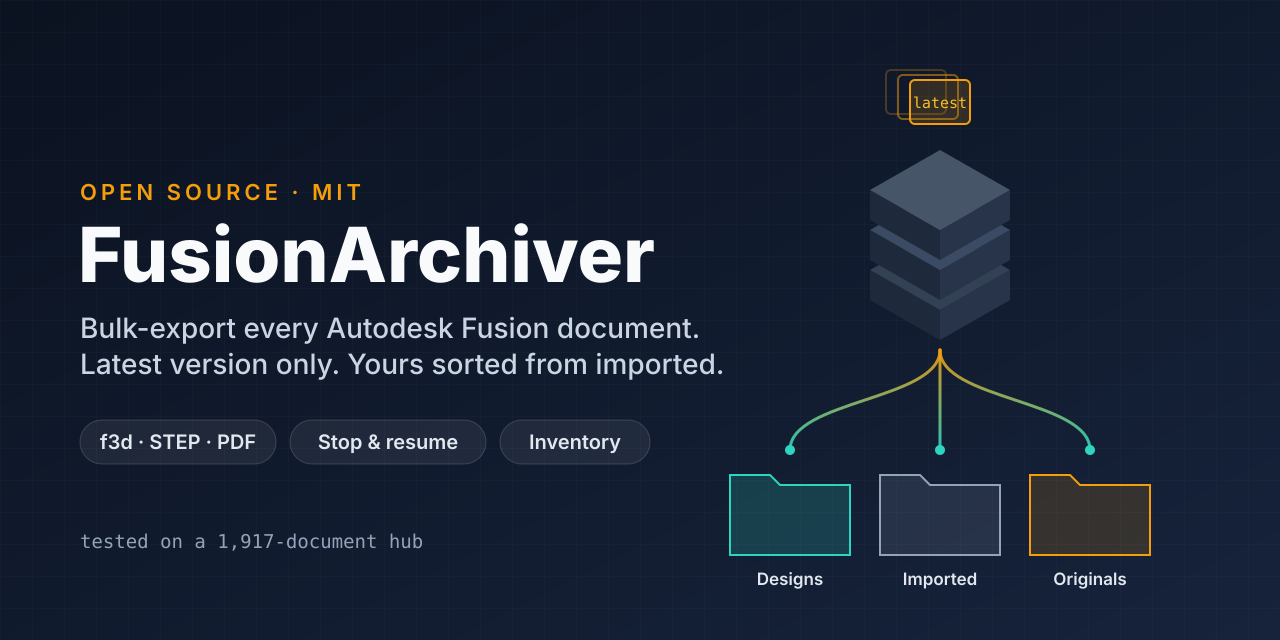 latest
OPEN SOURCE · MIT
FusionArchiver
Bulk-export every Autodesk Fusion document.
Latest version only. Yours sorted from imported.
f3d · STEP · PDF
Stop & resume
Inventory
tested on a 1,917-document hub
Designs
Imported
Originals